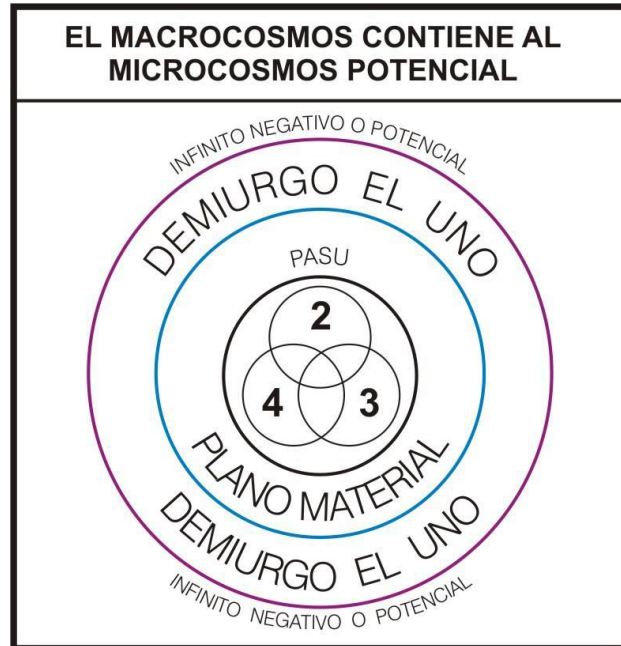 EL MACROCOSMOS CONTIENE AL
MICROCOSMOS POTENCIAL
INFINITO NEGATIVO O POTENCIAL
DEMIURGO EL UNO
PASU
2
4 3
PLANO MATERIAL
DEMIURGO EL UNO
INFINITO NEGATIVO O POTENCIAL